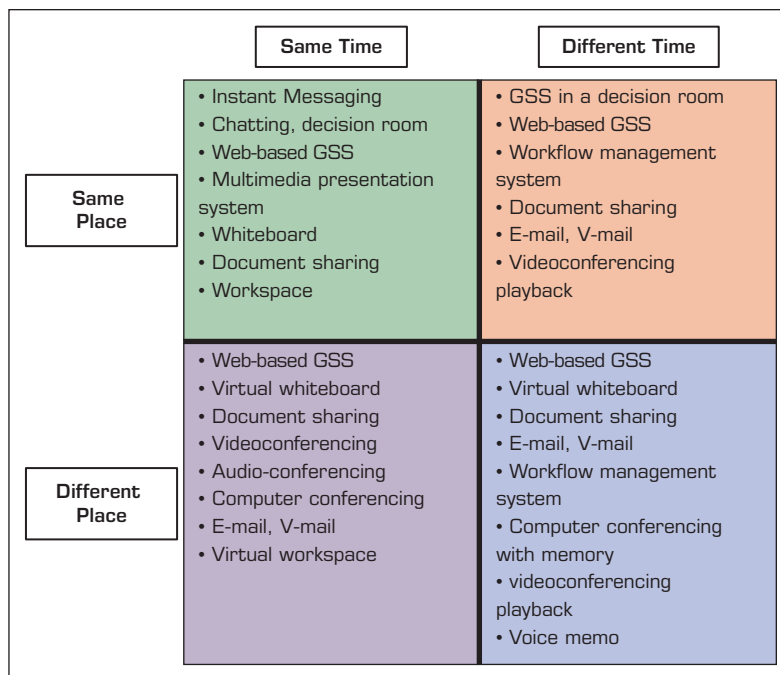 Same Time
Different Time
Same
Place
• Instant Messaging
• Chatting, decision room
• Web-based GSS
• Multimedia presentation
system
• Whiteboard
• Document sharing
• Workspace
• GSS in a decision room
• Web-based GSS
• Workflow management
system
• Document sharing
• E-mail, V-mail
• Videoconferencing
playback
Different
Place
• Web-based GSS
• Virtual whiteboard
• Document sharing
• Videoconferencing
• Audio-conferencing
• Computer conferencing
• E-mail, V-mail
• Virtual workspace
• Web-based GSS
• Virtual whiteboard
• Document sharing
• E-mail, V-mail
• Workflow management
system
• Computer conferencing
with memory
• videoconferencing
playback
• Voice memo